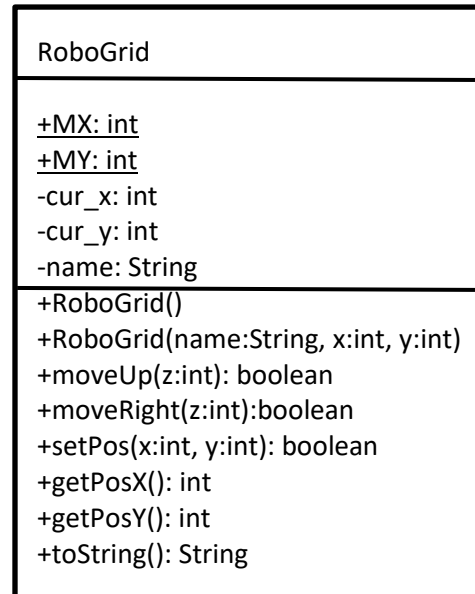 RoboGrid
+MX: int
+MY: int
-cur_x: int
-cur_y: int
-name: String
+RoboGrid()
+RoboGrid(name:String, x:int, y:int)
+moveUp(z:int): boolean
+moveRight(z:int):boolean
+setPos(x:int, y:int): boolean
+getPosX(): int
+getPosY(): int
+toString(): String